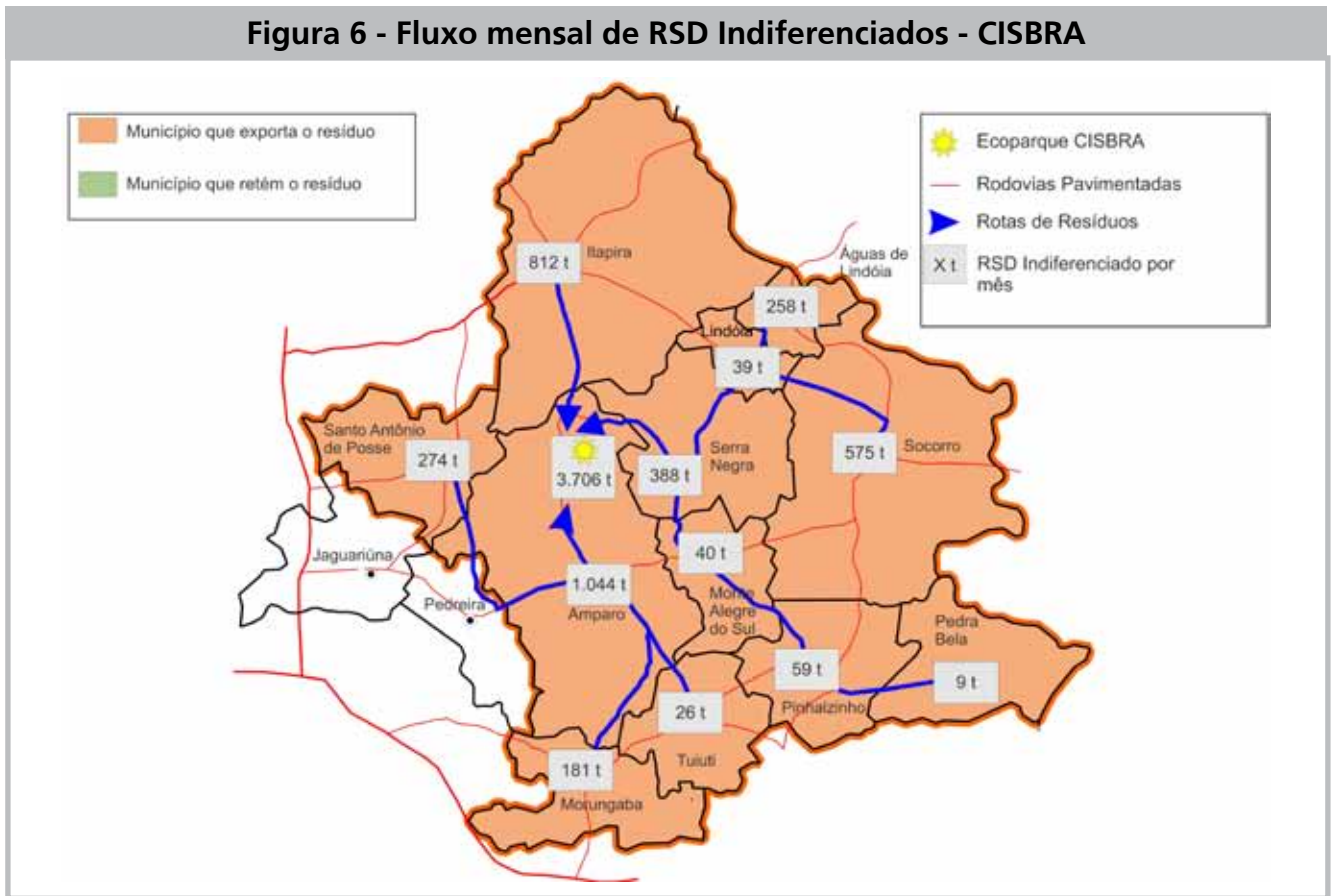 Figura 6 - Fluxo mensal de RSD Indiferenciados - CISBRA
Município que exporta o resíduo
Município que retém o resíduo
Ecoparque CISBRA
Rodovias Pavimentadas
Rotas de Resíduos
X t
RSD Indiferenciado por
mês
812 t
Itapira
Águas de
Lindóia
258 t
Lindóia
39 t
Santo Antônio
de Posse
274 t
3.706 t
388 t
Serra
Negra
575 t
Socorro
Jaguariúna
40 t
Pedreira
1.044 t
Amparo
Monte
Alegre
do Sul
Pedra
Bela
59 t
9 t
Pinhalzinho
26 t
Tuiuti
181 t
Morungaba